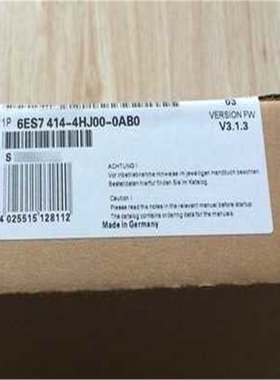 03
1P 6ES7 414-4HJ00-0AB0
VERSION FW
V3.1.3
S
ACHTUNG !
Vor Inbetriebnahme Hinweise im jeweiligen Handbuch beachten
Bestelldaten hierfür finden Sie im Katalog.
Caution !
Please read the notes in the relevant manual before startup
The catalog contains ordering data for the manuals.
Made in Germany
4 025515 128112